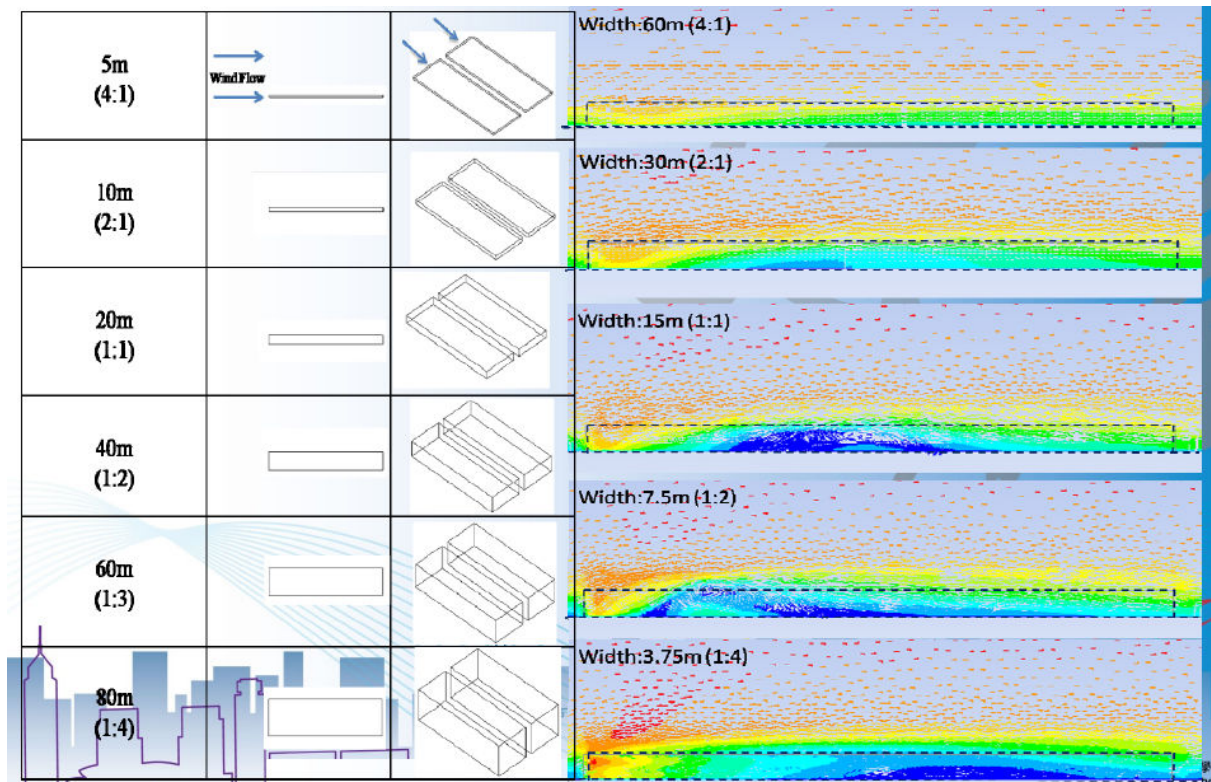 5m
(4:1)
Wind Flow
Width:60m (4:1)
10m
(2:1)
Width:30m (2:1)
20m
(1:1)
Width:15m (1:1)
40m
(1:2)
Width:7.5m (1:2)
60m
(1:3)
80m
(1:4)
Width:3.75m (1:4)